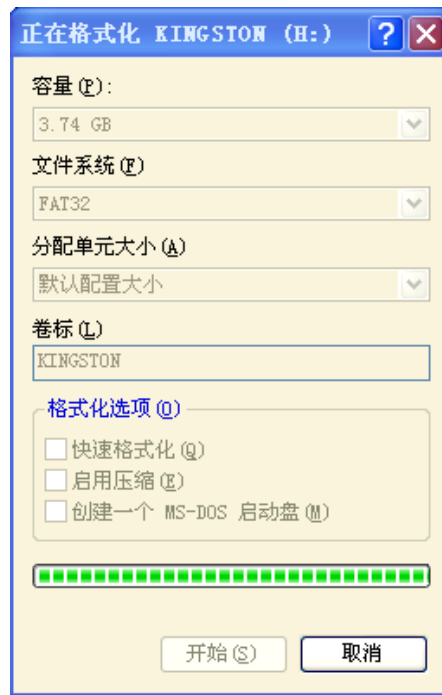 正在格式化 KINGSTON (H:)
容量(P):
3.74 GB
文件系统(F)
FAT32
分配单元大小(A)
默认配置大小
卷标(L)
KINGSTON
格式化选项(O)
快速格式化(Q)
启用压缩(E)
创建一个 MS-DOS 启动盘(M)
开始(S)
取消